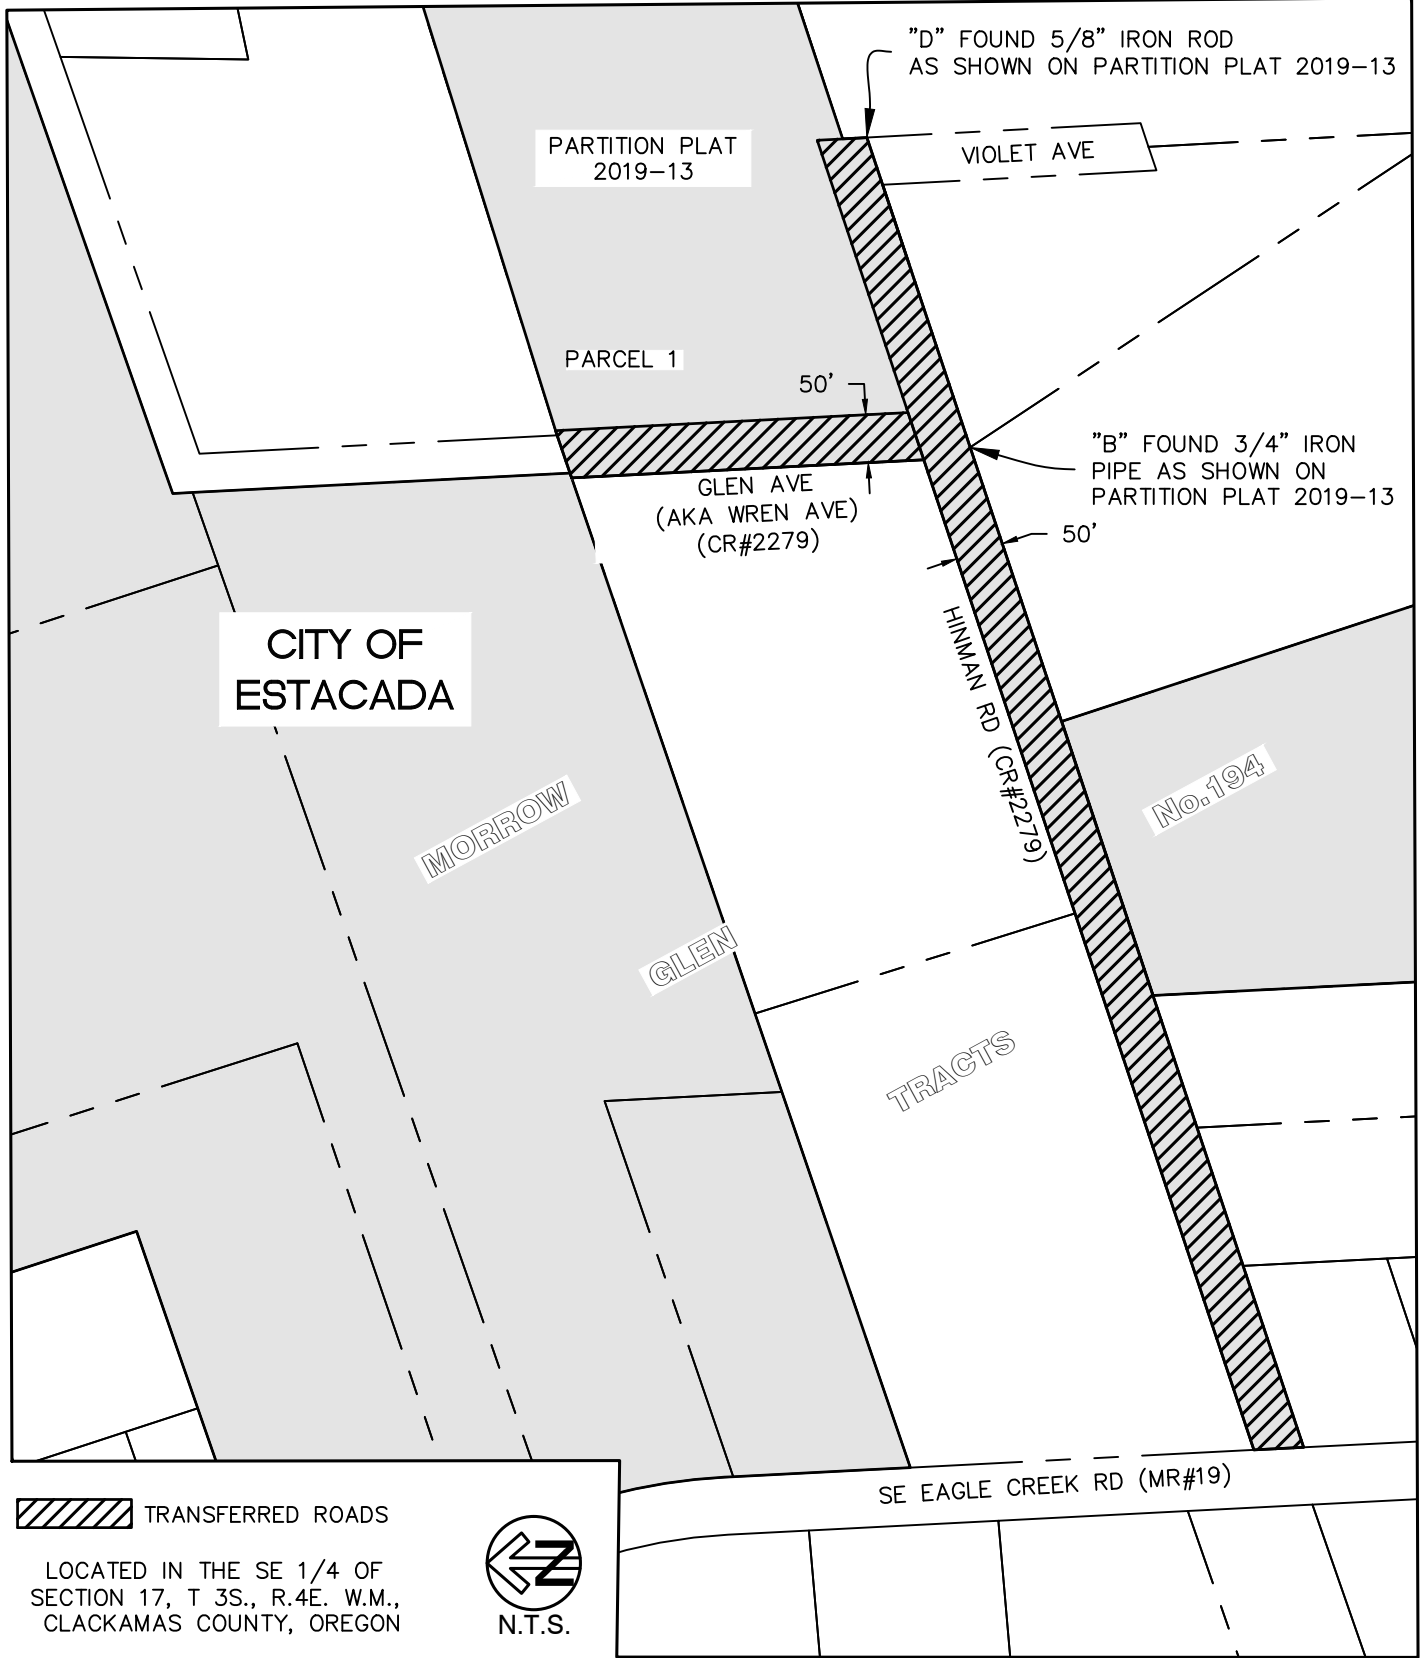 "D" FOUND 5/8" IRON ROD
AS SHOWN ON PARTITION PLAT 2019-13
PARTITION PLAT
2019-13
VIOLET AVE
PARCEL 1
50'
"B" FOUND 3/4" IRON
PIPE AS SHOWN ON
PARTITION PLAT 2019-13
GLEN AVE
(AKA WREN AVE)
(CR#2279)
50'
HINMAN RD (CR#2279)
CITY OF
ESTACADA
No.194
MORROW
GLEN
TRACTS
SE EAGLE CREEK RD (MR#19)
TRANSFERRED ROADS
LOCATED IN THE SE 1/4 OF
SECTION 17, T 3S., R.4E. W.M.,
CLACKAMAS COUNTY, OREGON
N
N.T.S.